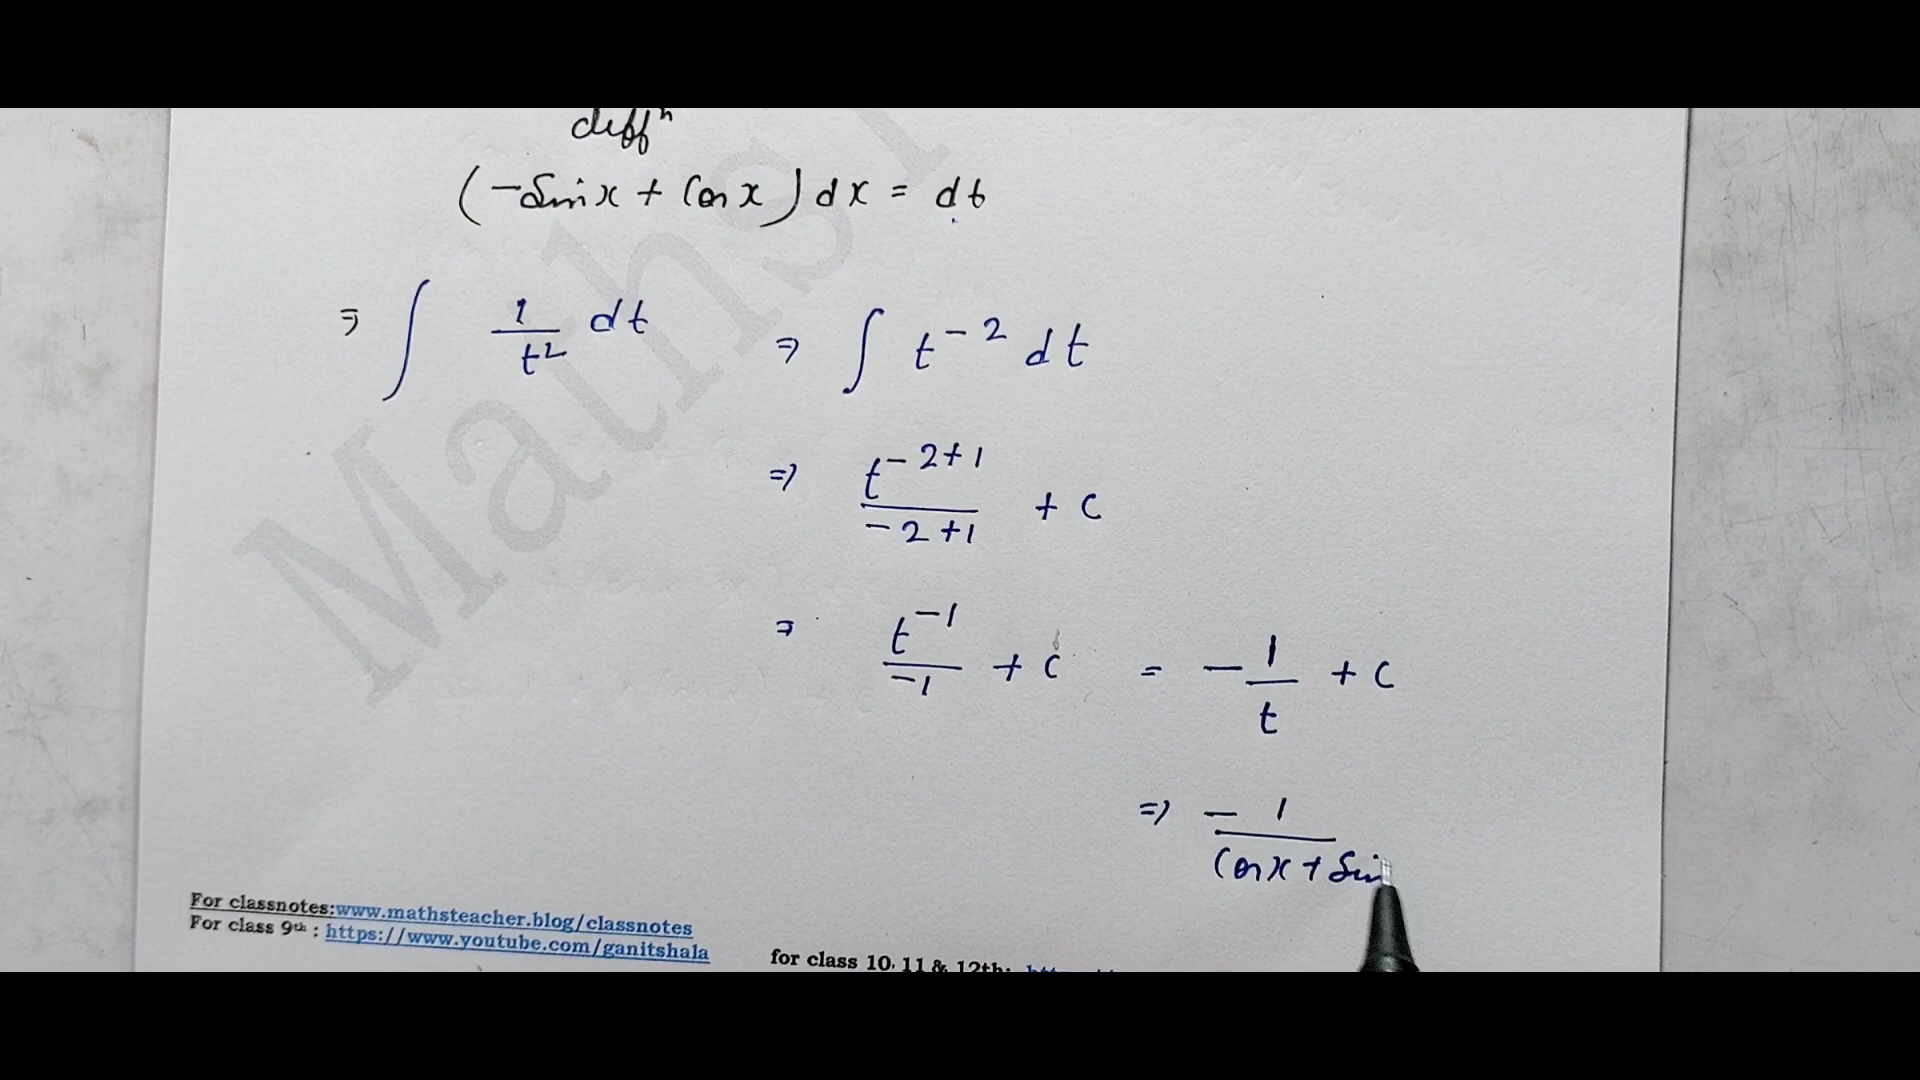 diffⁿ
(-Sin x + Cos x) dx = dt
⇒ ∫ 1/t² dt ⇒ ∫ t⁻² dt
⇒ t⁻²⁺¹/-2+1 + C
⇒ t⁻¹/-1 + C = -1/t + C
⇒ -1/Cos x + Sin
Maths
For classnotes:www.mathsteacher.blog/classnotes
For class 9th : https://www.youtube.com/ganitshala
for class 10, 11 & 12th: